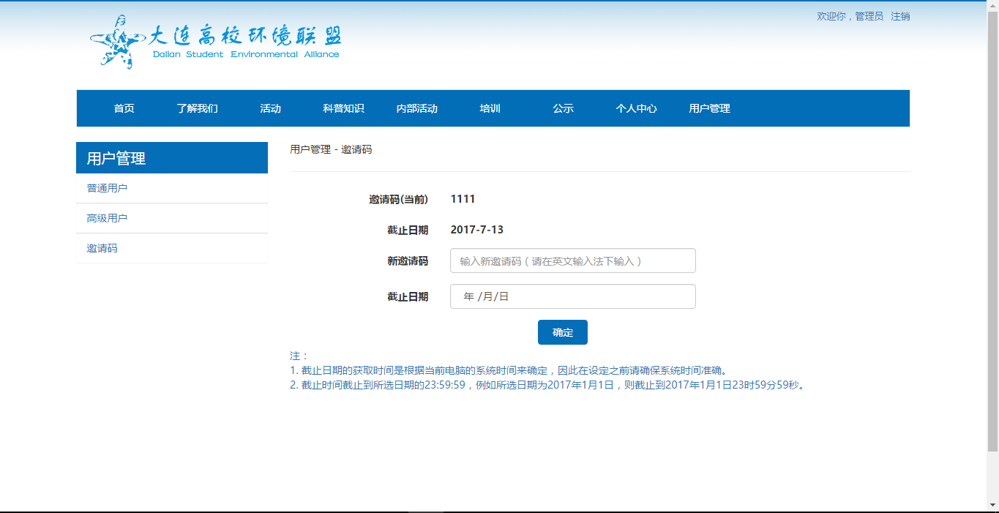 欢迎你，管理员 注销
大连高校环境联盟
Dalian Student Environmental Alliance
首页 了解我们 活动 科普知识 内部活动 培训 公示 个人中心 用户管理
用户管理
普通用户
高级用户
邀请码
用户管理 - 邀请码
邀请码(当前) 1111
截止日期 2017-7-13
新邀请码 输入新邀请码（请在英文输入法下输入）
截止日期 年 /月/日
确定
注：
1. 截止日期的获取时间是根据当前电脑的系统时间来确定，因此在设定之前请确保系统时间准确。
2. 截止时间截止到所选日期的23:59:59，例如所选日期为2017年1月1日，则截止到2017年1月1日23时59分59秒。